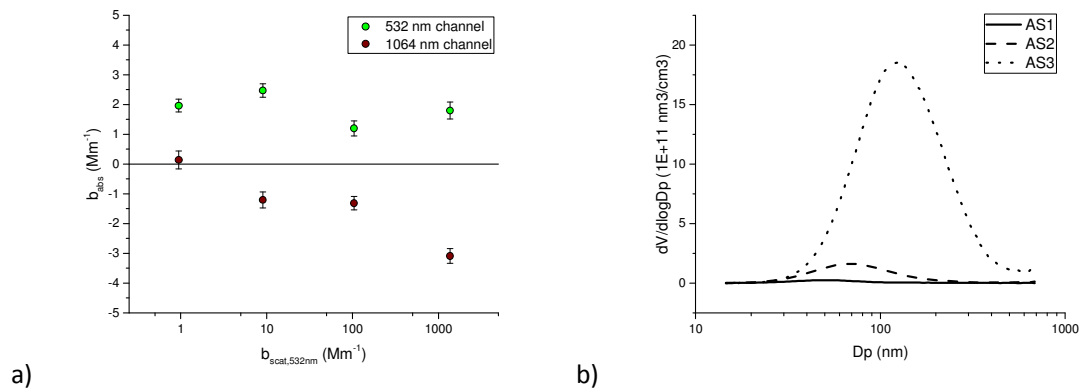 5
4
3
2
1
0
-1
-2
-3
-4
-5
b_abs (Mm⁻¹)
532 nm channel
1064 nm channel
1 10 100 1000
b_scat,532nm (Mm⁻¹)
a)
20
15
10
5
0
dV/dlogDp (1E+11 nm3/cm3)
AS1
AS2
AS3
10 100 1000
Dp (nm)
b)